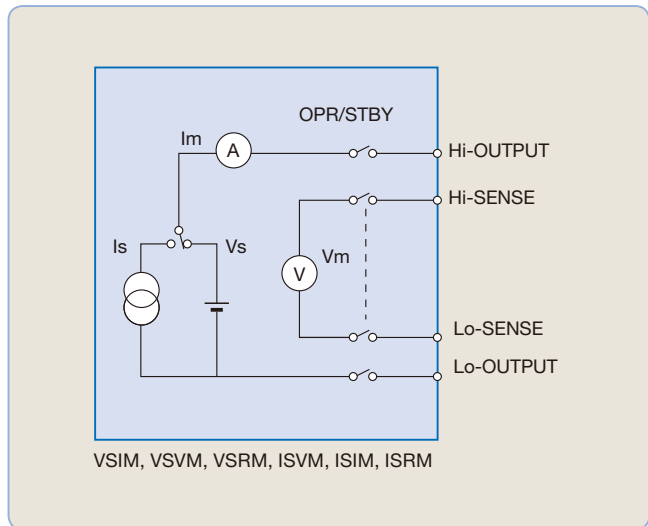 OPR/STBY
Im
A
Hi-OUTPUT
Hi-SENSE
Is
Vs
V
Vm
Lo-SENSE
Lo-OUTPUT
VSIM, VSVM, VSRM, ISVM, ISIM, ISRM